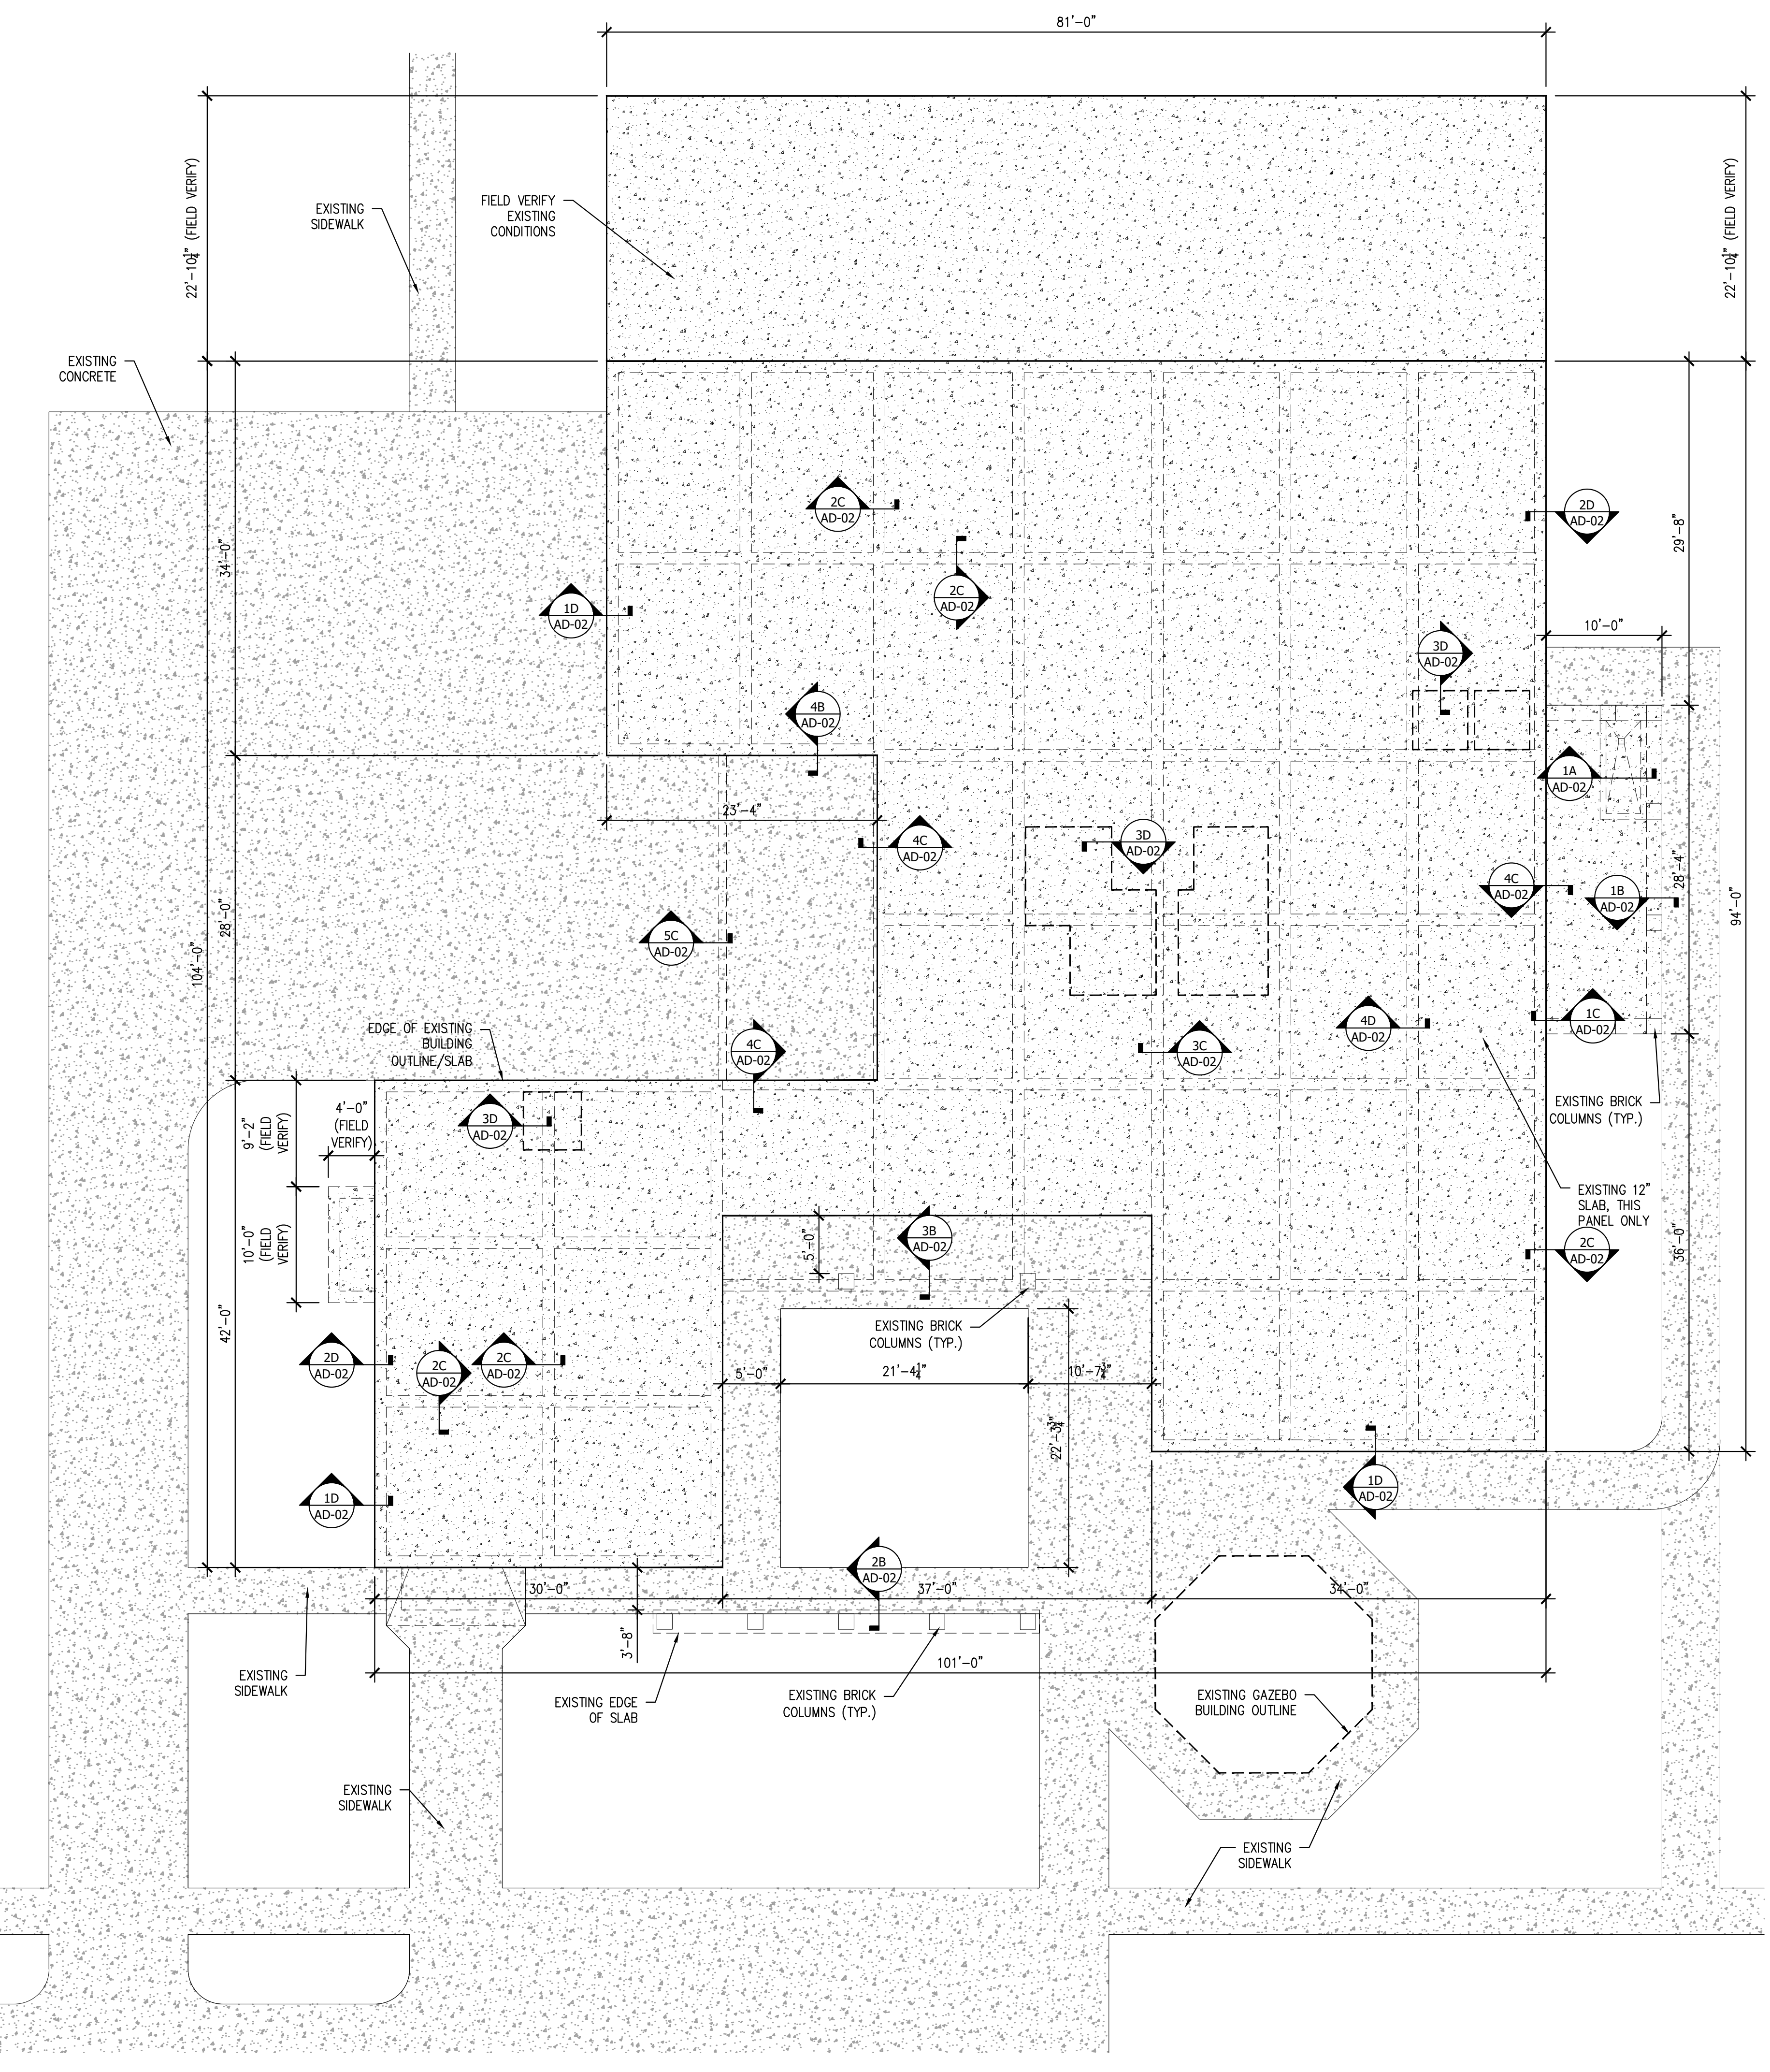 81'-0"
22'-10¼" (FIELD VERIFY)
EXISTING
SIDEWALK
FIELD VERIFY
EXISTING
CONDITIONS
22'-10¼" (FIELD VERIFY)
EXISTING
CONCRETE
2C
AD-02
2D
AD-02
29'-8"
34'-0"
2C
AD-02
1D
AD-02
10'-0"
3D
AD-02
4B
AD-02
1A
AD-02
23'-4"
4C
AD-02
3D
AD-02
28'-4"
4C
AD-02
1B
AD-02
94'-0"
28'-0"
104'-0"
5C
AD-02
1C
AD-02
4D
AD-02
3C
AD-02
EDGE OF EXISTING
BUILDING
OUTLINE/SLAB
4C
AD-02
EXISTING BRICK
COLUMNS (TYP.)
9'-2"
(FIELD
VERIFY)
4'-0"
(FIELD
VERIFY)
3D
AD-02
EXISTING 12"
SLAB, THIS
PANEL ONLY
10'-0"
(FIELD
VERIFY)
5'-0"
3B
AD-02
2C
AD-02
36'-0"
42'-0"
EXISTING BRICK
COLUMNS (TYP.)
2D
AD-02
2C
AD-02
2C
AD-02
5'-0"
21'-4¼"
10'-7¾"
22'-3¾"
1D
AD-02
1D
AD-02
2B
AD-02
30'-0"
37'-0"
34'-0"
3'-8"
101'-0"
EXISTING
SIDEWALK
EXISTING EDGE
OF SLAB
EXISTING BRICK
COLUMNS (TYP.)
EXISTING GAZEBO
BUILDING OUTLINE
EXISTING
SIDEWALK
EXISTING
SIDEWALK